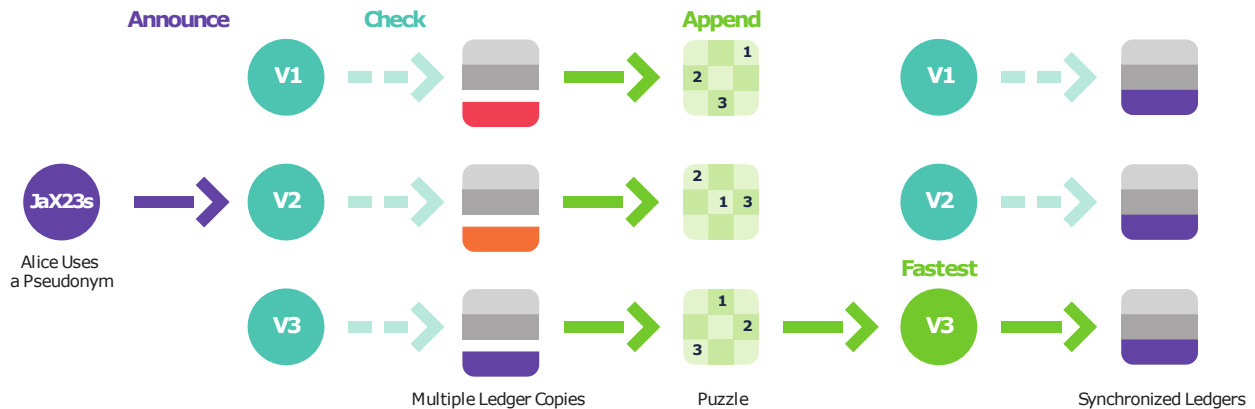 Announce
Check
Append
V1
1
2
3
V1
JaX23s
V2
2
1 3
V2
Alice Uses
a Pseudonym
Fastest
V3
1
2
3
V3
Multiple Ledger Copies
Puzzle
Synchronized Ledgers